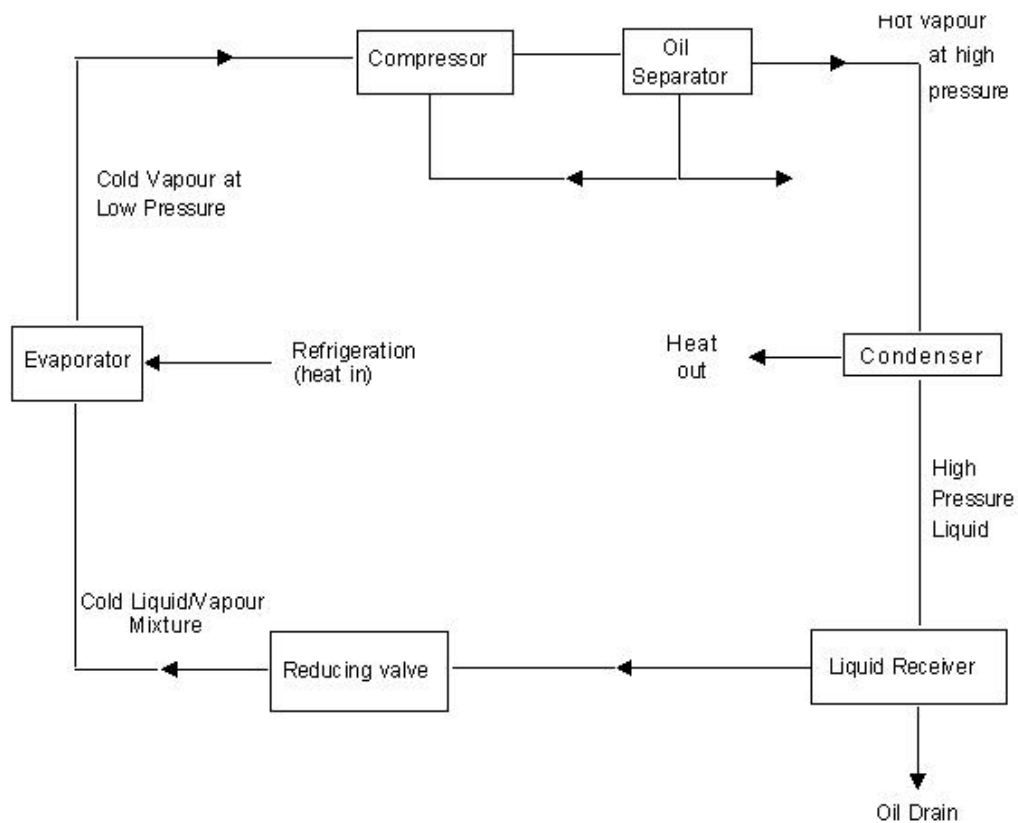 Hot vapour
at high
pressure
Compressor
Oil
Separator
Cold Vapour at
Low Pressure
Evaporator
Refrigeration
(heat in)
Heat
out
Condenser
High
Pressure
Liquid
Cold Liquid/Vapour
Mixture
Reducing valve
Liquid Receiver
Oil Drain